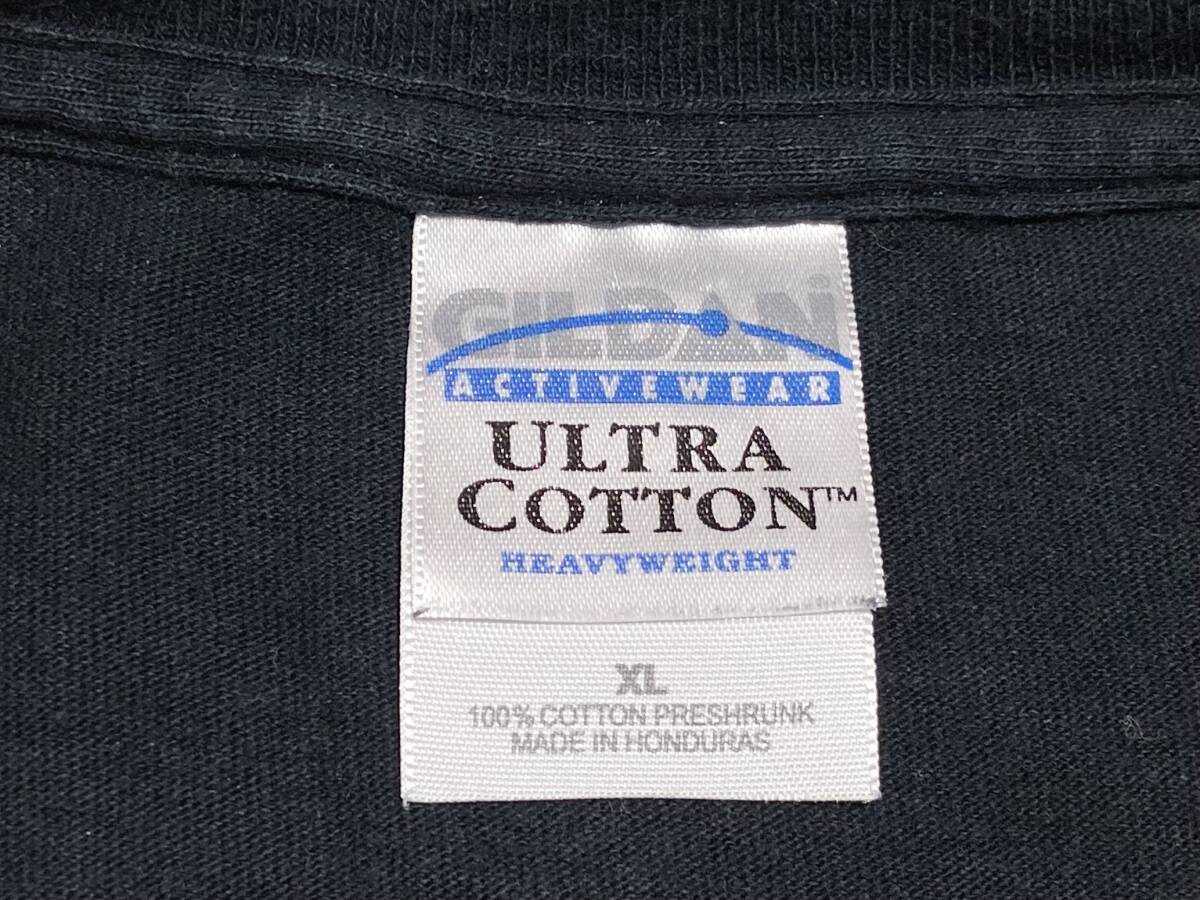 GILDAN
ACTIVEWEAR
ULTRA
COTTON™
HEAVYWEIGHT
XL
100% COTTON PRESHRUNK
MADE IN HONDURAS